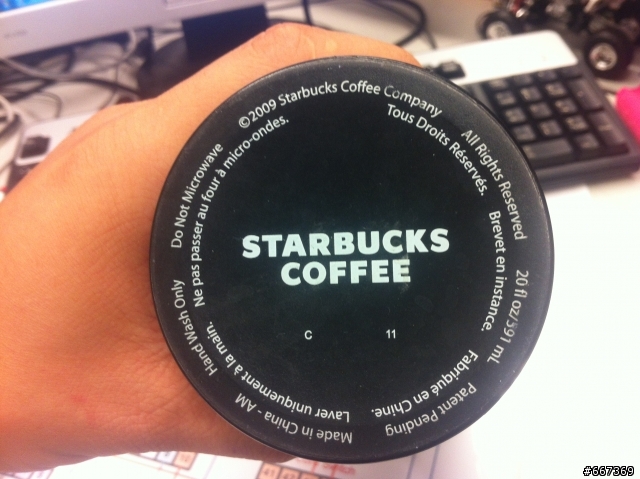 ©2009 Starbucks Coffee Company
All Rights Reserved
20 fl oz/591 mL
Patent Pending
Made in China - AM
Hand Wash Only
Do Not Microwave
Tous Droits Réservés.
Brevet en instance.
Fabriqué en Chine.
Laver uniquement à la main.
Ne pas passer au four à micro-ondes.
STARBUCKS
COFFEE
C 11
#667369